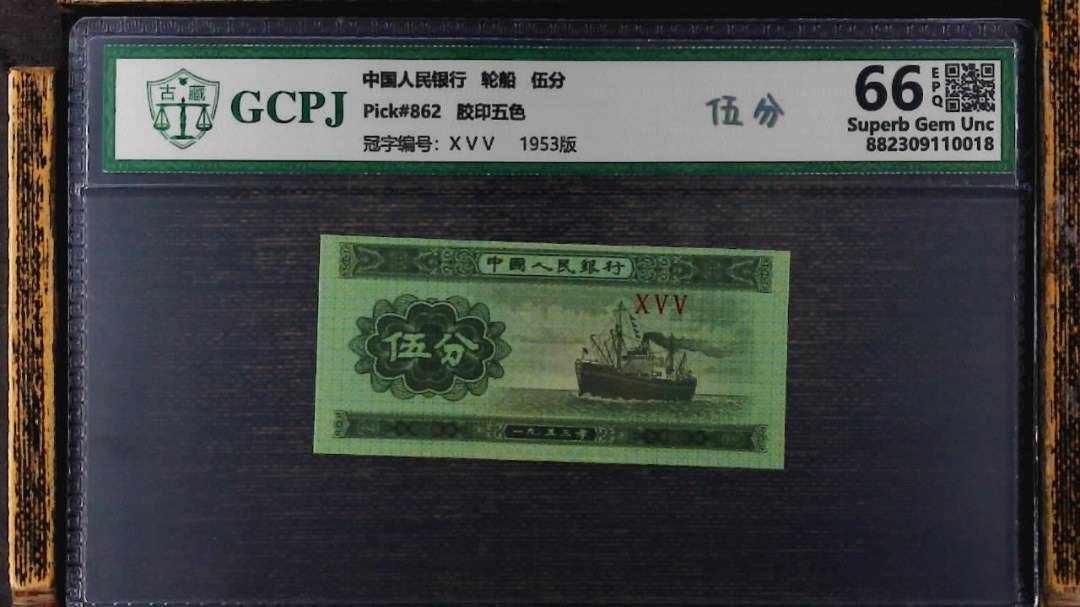 古藏
GCPJ
中国人民银行 轮船 伍分
Pick#862 胶印五色
冠字编号：X V V 1953版
伍分
66 EPQ
Superb Gem Unc
882309110018
中國人民銀行
XVV
伍分
一九五三年